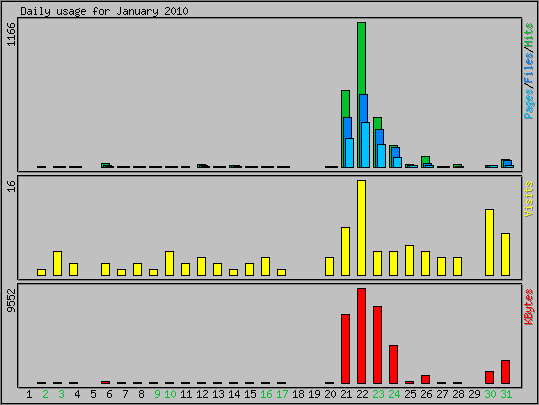 Daily usage for January 2010
1166
Pages/Files/Hits
16
Visits
9552
KBytes
1 2 3 4 5 6 7 8 9 10 11 12 13 14 15 16 17 18 19 20 21 22 23 24 25 26 27 28 29 30 31